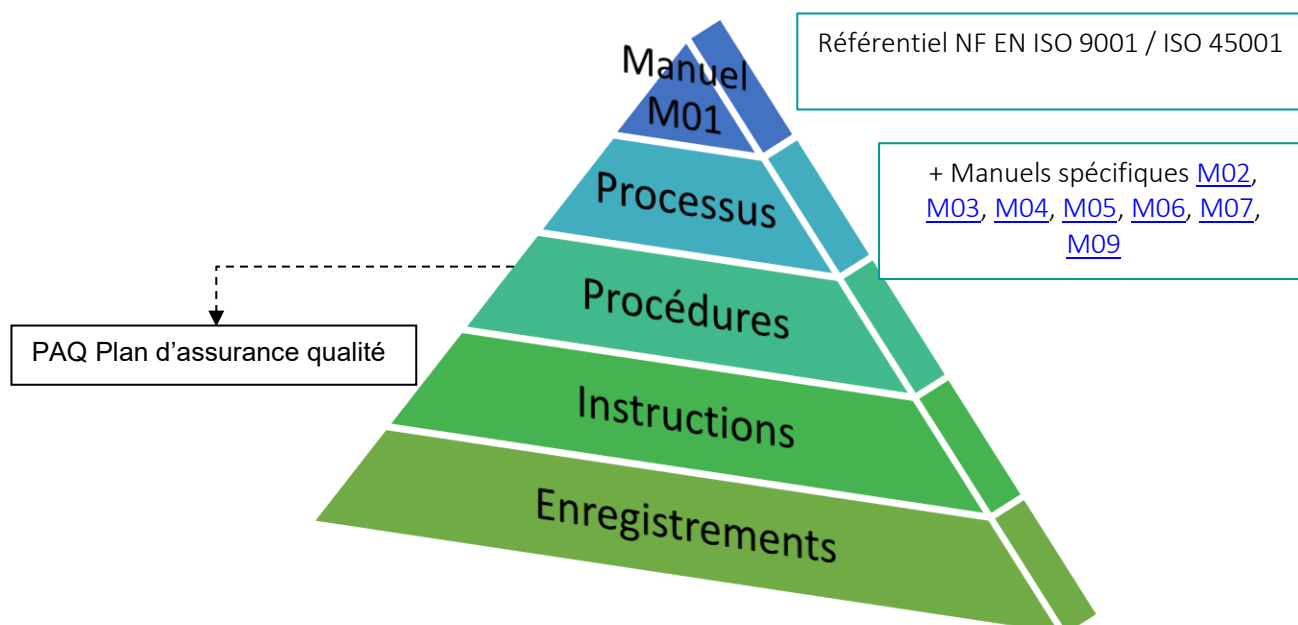 Manuel
M01
Référentiel NF EN ISO 9001 / ISO 45001
Processus
+ Manuels spécifiques M02,
M03, M04, M05, M06, M07,
M09
Procédures
PAQ Plan d’assurance qualité
Instructions
Enregistrements